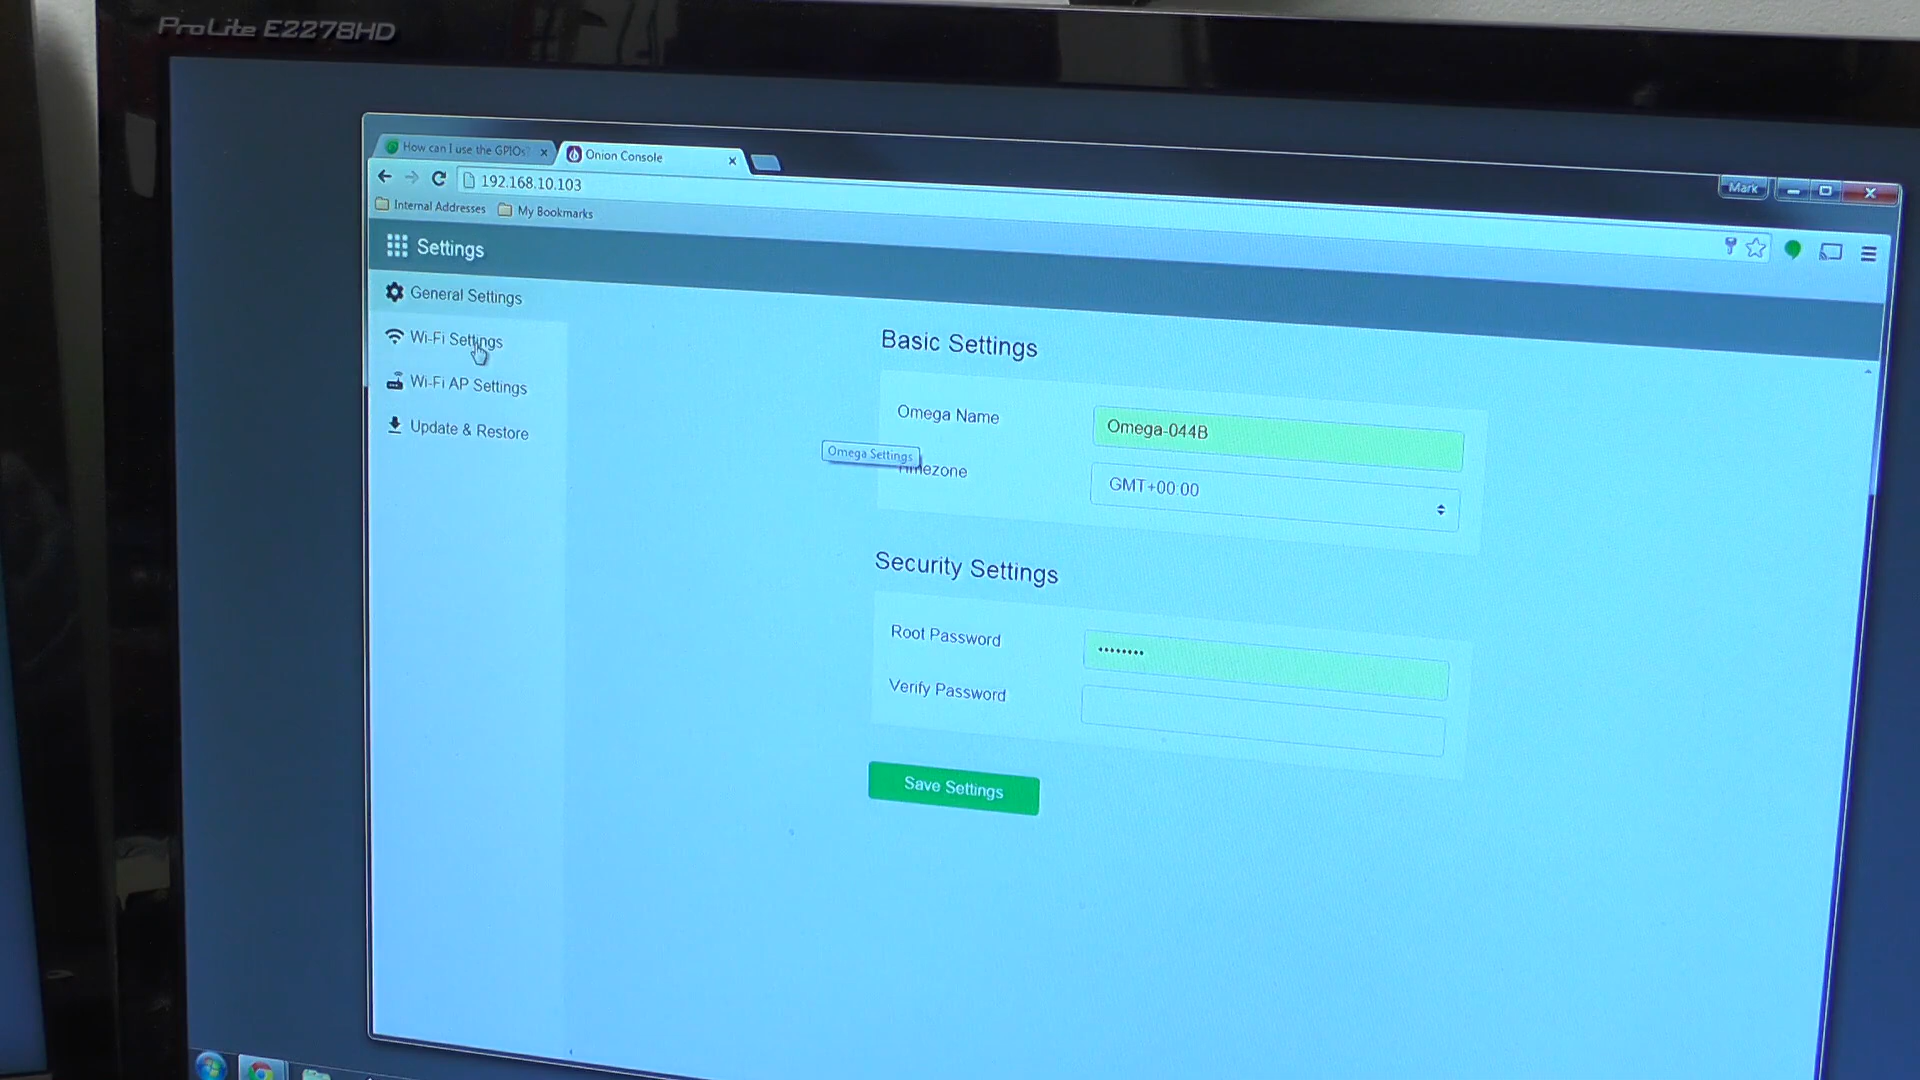 ProLite E2278HD
How can I use the GPIOs
Onion Console
Mark
192.168.10.103
Internal Addresses
My Bookmarks
Settings
General Settings
Wi-Fi Settings
Wi-Fi AP Settings
Update & Restore
Basic Settings
Omega Name
Omega-044B
Omega Settings
Timezone
GMT+00:00
Security Settings
Root Password
••••••••
Verify Password
Save Settings